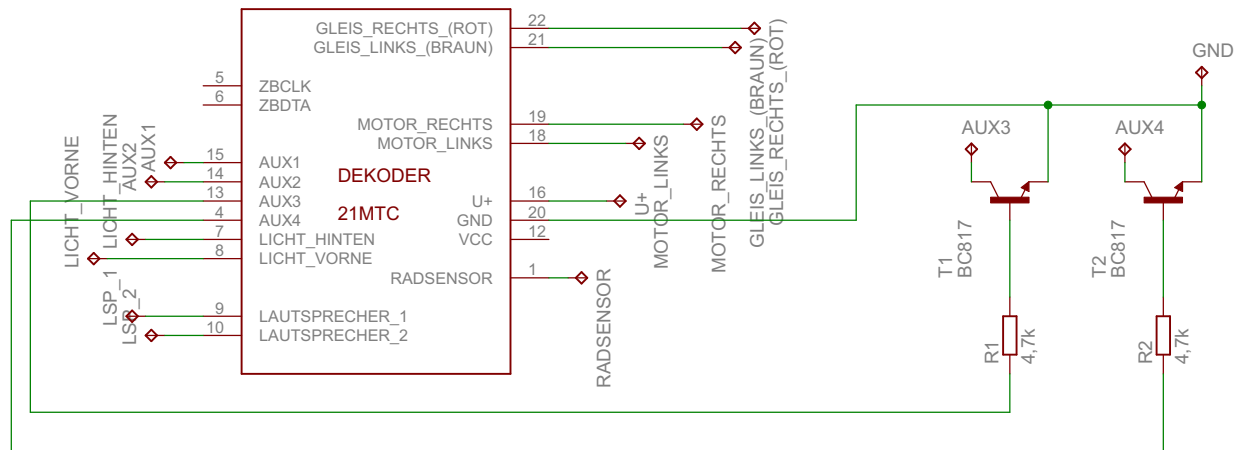 GLEIS_RECHTS_(ROT)
22
GLEIS_LINKS_(BRAUN)
21
5
ZBCLK
6
ZBDTA
MOTOR_RECHTS
19
MOTOR_LINKS
18
15
AUX1
14
AUX2
13
AUX3
4
AUX4
7
LICHT_HINTEN
8
LICHT_VORNE
DEKODER
21MTC
U+
16
GND
20
VCC
12
RADSENSOR
1
9
LAUTSPRECHER_1
10
LAUTSPRECHER_2
LICHT_VORNE
LICHT_HINTEN
AUX2
AUX1
LSP_1
LSP_2
RADSENSOR
U+
MOTOR_LINKS
MOTOR_RECHTS
GLEIS_LINKS_(BRAUN)
GLEIS_RECHTS_(ROT)
GND
AUX3
AUX4
T1
BC817
T2
BC817
R1
4,7k
R2
4,7k